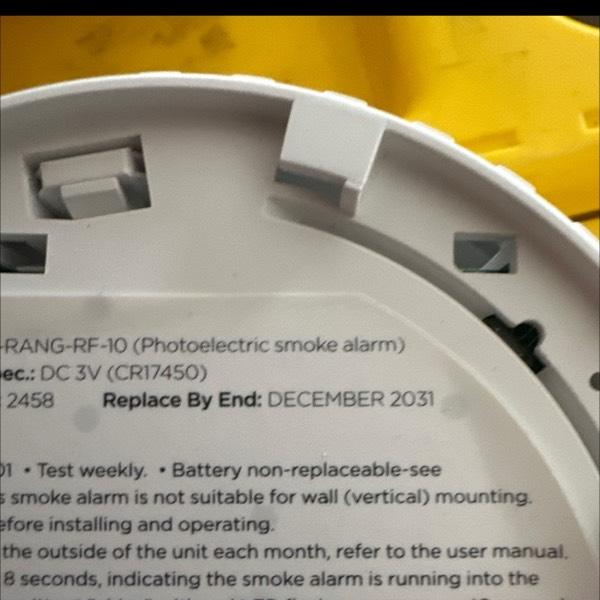 -RANG-RF-10 (Photoelectric smoke alarm)
ec.: DC 3V (CR17450)
: 2458 Replace By End: DECEMBER 2031
01 • Test weekly. • Battery non-replaceable-see
s smoke alarm is not suitable for wall (vertical) mounting.
efore installing and operating.
the outside of the unit each month, refer to the user manual.
8 seconds, indicating the smoke alarm is running into the